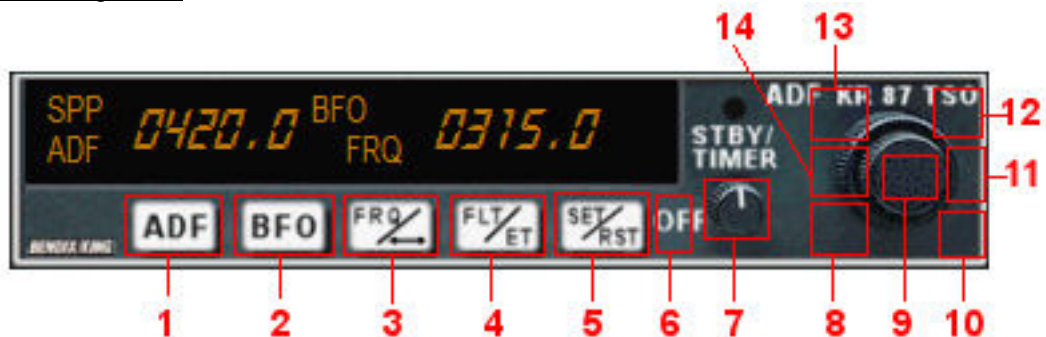 14 13
ADF KR 87 TSO
12
SPP 0420.0 BFO 0315.0
ADF FRQ
STBY/
TIMER
11
ADF BFO FRQ FLT/ET SET/RST OFF
BENDIX/KING
1 2 3 4 5 6 7 8 9 10